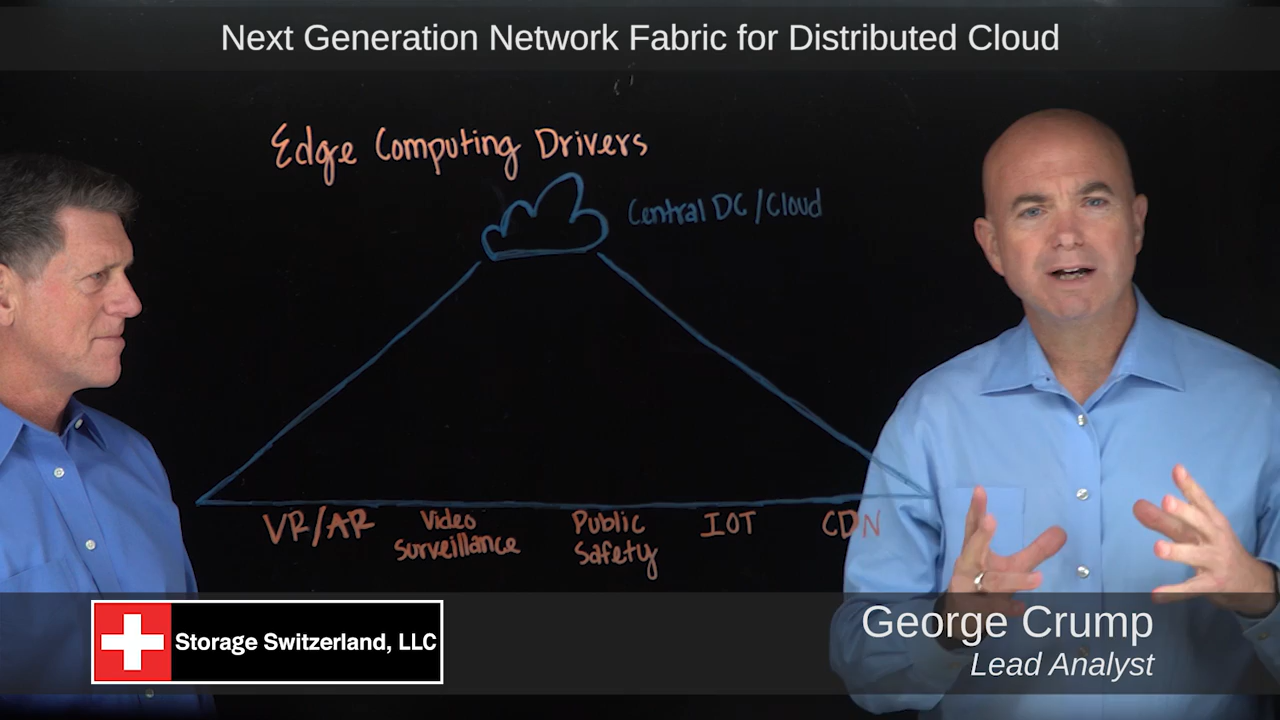 Next Generation Network Fabric for Distributed Cloud
Edge Computing Drivers
Central DC/Cloud
VR/AR
Video
Surveillance
Public
Safety
IOT
CDN
Storage Switzerland, LLC
George Crump
Lead Analyst